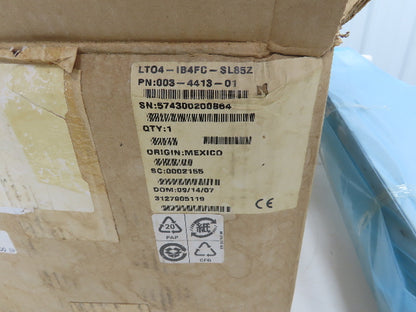 LTO4-IB4FC-SL85Z
PN:003-4413-01
SN:574300200864
QTY:1
ORIGIN:MEXICO
SC:0002155
DOM:09/14/07
3127805119
CE
20
PAP
紙
CFB